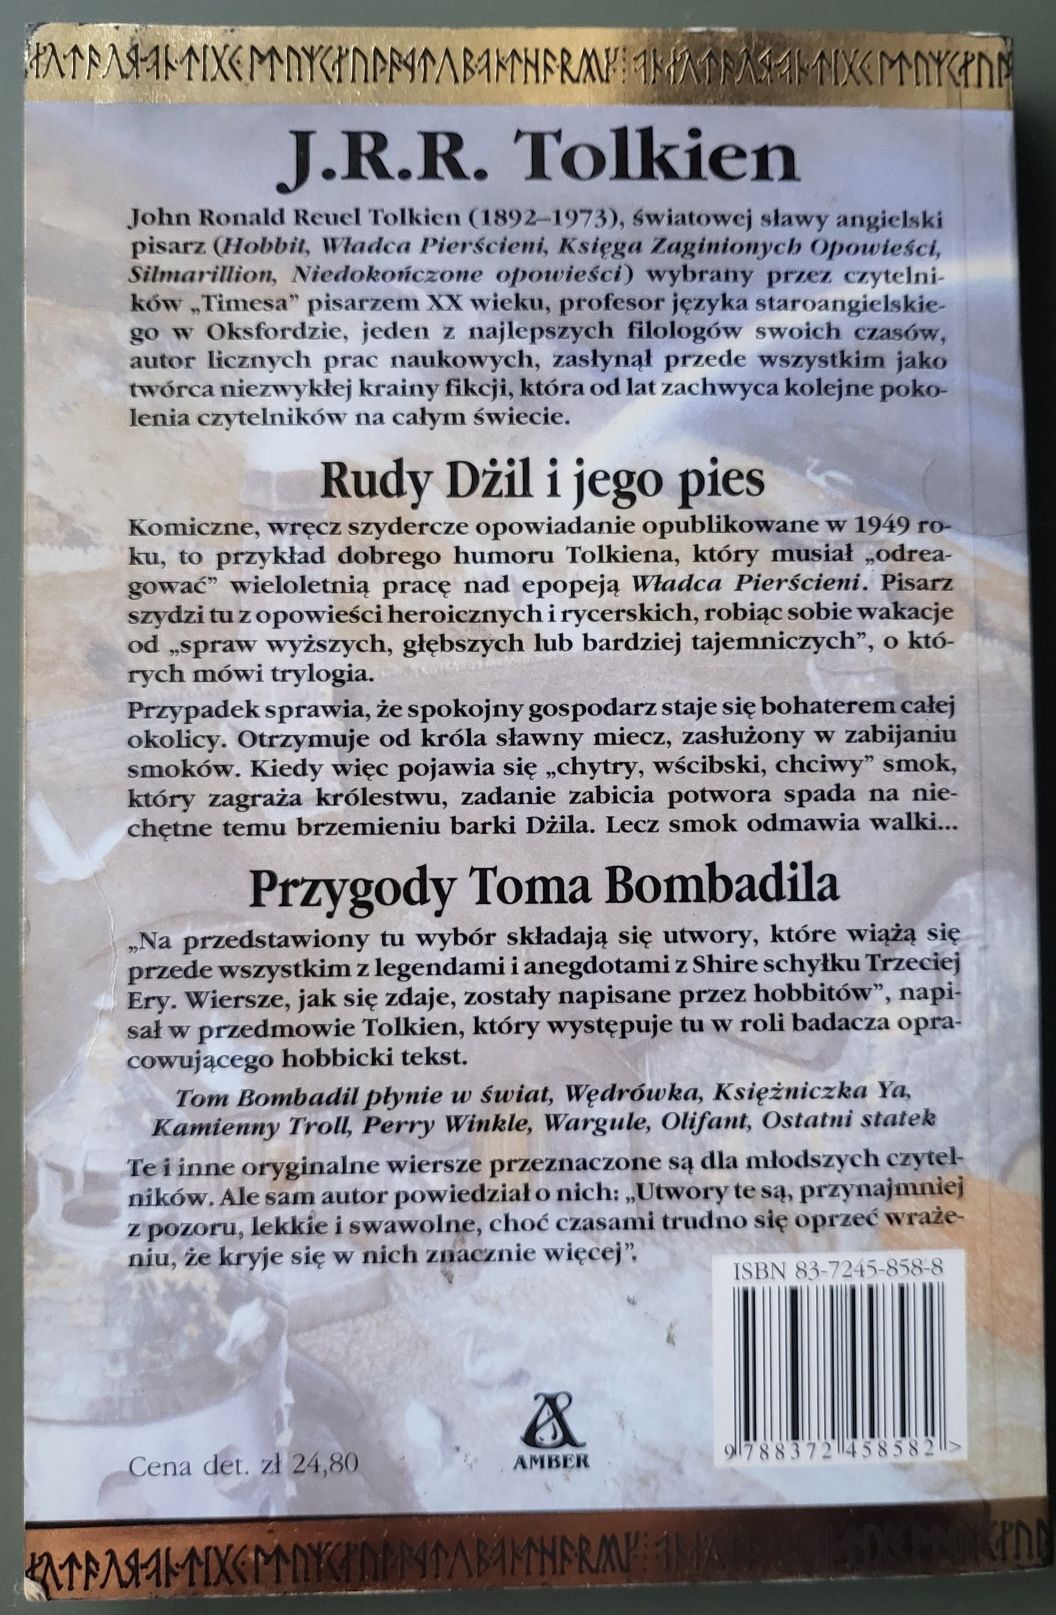 J.R.R. Tolkien
John Ronald Reuel Tolkien (1892–1973), światowej sławy angielski
pisarz (Hobbit, Władca Pierścieni, Księga Zaginionych Opowieści,
Silmarillion, Niedokończone opowieści) wybrany przez czytelni-
ków „Timesa” pisarzem XX wieku, profesor języka staroangielskie-
go w Oksfordzie, jeden z najlepszych filologów swoich czasów,
autor licznych prac naukowych, zasłynął przede wszystkim jako
twórca niezwykłej krainy fikcji, która od lat zachwyca kolejne poko-
lenia czytelników na całym świecie.
Rudy Dżil i jego pies
Komiczne, wręcz szydercze opowiadanie opublikowane w 1949 ro-
ku, to przykład dobrego humoru Tolkiena, który musiał „odrea-
gować” wieloletnią pracę nad epopeją Władca Pierścieni. Pisarz
szydzi tu z opowieści heroicznych i rycerskich, robiąc sobie wakacje
od „spraw wyższych, głębszych lub bardziej tajemniczych”, o któ-
rych mówi trylogia.
Przypadek sprawia, że spokojny gospodarz staje się bohaterem całej
okolicy. Otrzymuje od króla sławny miecz, zasłużony w zabijaniu
smoków. Kiedy więc pojawia się „chytry, wścibski, chciwy” smok,
który zagraża królestwu, zadanie zabicia potwora spada na nie-
chętne temu brzemieniu barki Dżila. Lecz smok odmawia walki...
Przygody Toma Bombadila
„Na przedstawiony tu wybór składają się utwory, które wiążą się
przede wszystkim z legendami i anegdotami z Shire schyłku Trzeciej
Ery. Wiersze, jak się zdaje, zostały napisane przez hobbitów”, napi-
sał w przedmowie Tolkien, który występuje tu w roli badacza opra-
cowującego hobbicki tekst.
Tom Bombadil płynie w świat, Wędrówka, Księżniczka Ya,
Kamienny Troll, Perry Winkle, Wargule, Olifant, Ostatni statek
Te i inne oryginalne wiersze przeznaczone są dla młodszych czytel-
ników. Ale sam autor powiedział o nich: „Utwory te są, przynajmniej
z pozoru, lekkie i swawolne, choć czasami trudno się oprzeć wraże-
niu, że kryje się w nich znacznie więcej”.
ISBN 83-7245-858-8
9 788372 458582 >
AMBER
Cena det. zł 24,80